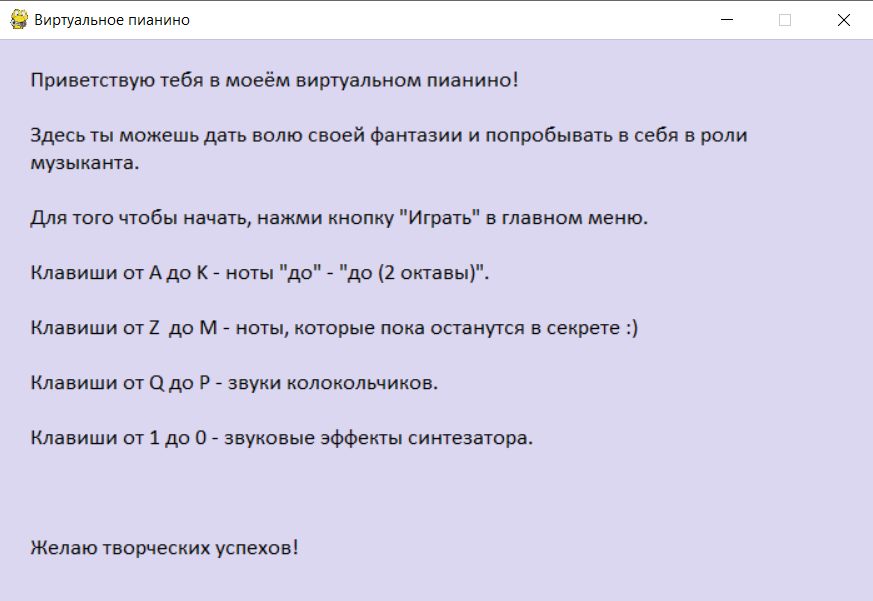 Виртуальное пианино
Приветствую тебя в моеём виртуальном пианино!
Здесь ты можешь дать волю своей фантазии и попробывать в себя в роли
музыканта.
Для того чтобы начать, нажми кнопку "Играть" в главном меню.
Клавиши от A до K - ноты "до" - "до (2 октавы)".
Клавиши от Z  до M - ноты, которые пока останутся в секрете :)
Клавиши от Q до P - звуки колокольчиков.
Клавиши от 1 до 0 - звуковые эффекты синтезатора.
Желаю творческих успехов!